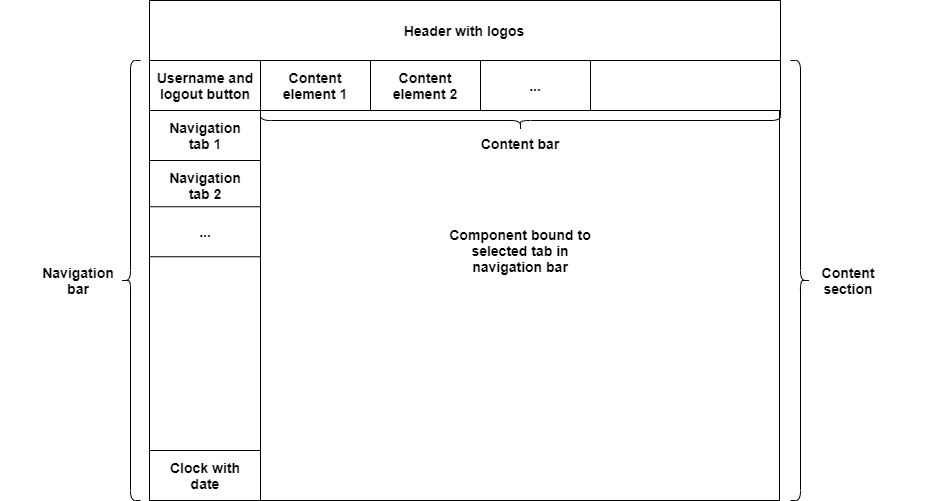 Header with logos
Username and
logout button
Content
element 1
Content
element 2
...
Navigation
tab 1
Content bar
Navigation
tab 2
...
Component bound to
selected tab in
navigation bar
Navigation
bar
Content
section
Clock with
date